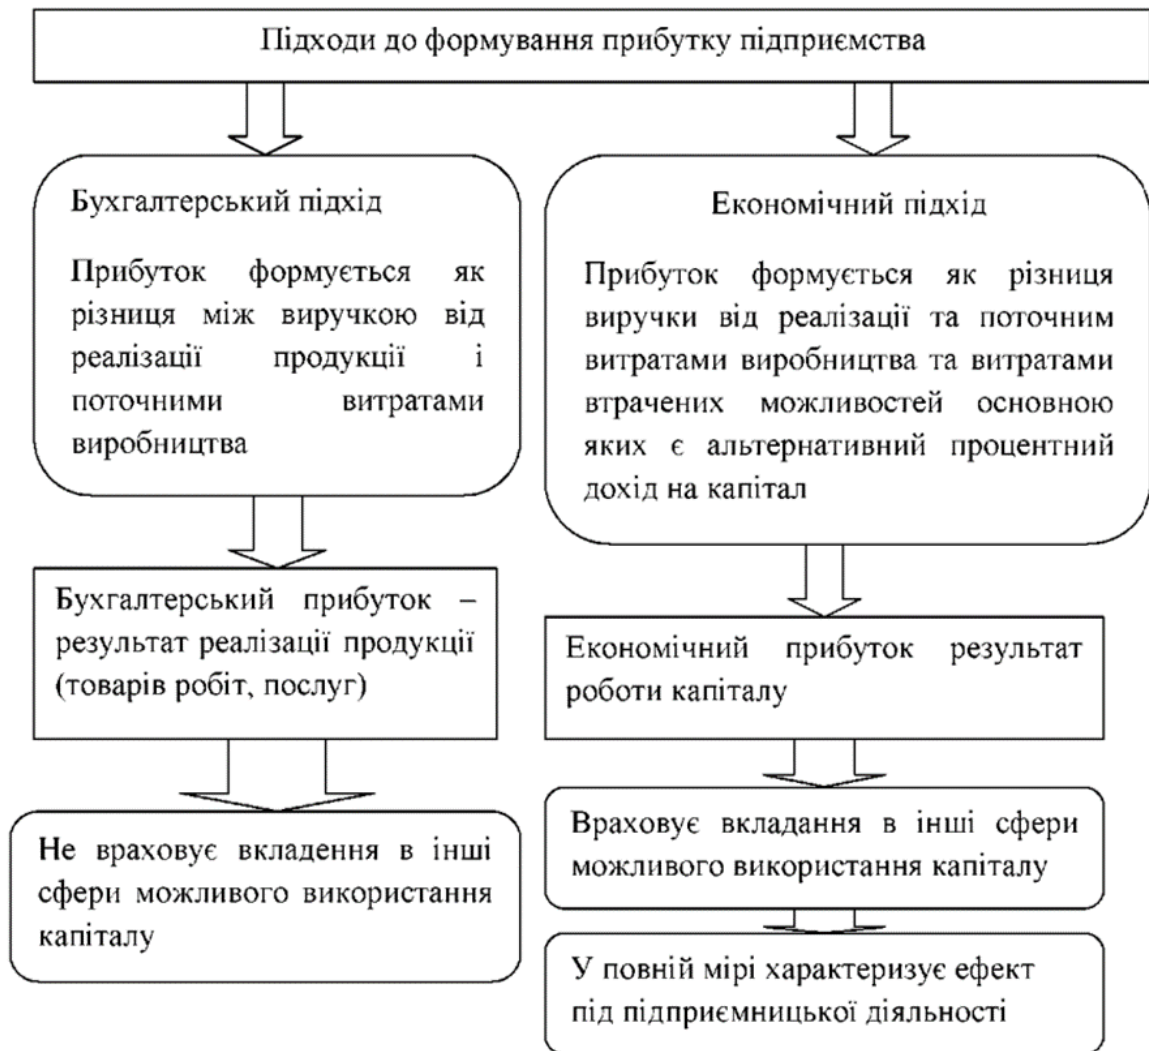 Підходи до формування прибутку підприємства
Бухгалтерський підхід
Прибуток формується як
різниця між виручкою від
реалізації продукції і
поточними витратами
виробництва
Бухгалтерський прибуток –
результат реалізації продукції
(товарів робіт, послуг)
Не враховує вкладення в інші
сфери можливого використання
капіталу
Економічний підхід
Прибуток формується як різниця
виручки від реалізації та поточним
витратами виробництва та витратами
втрачених можливостей основною
яких є альтернативний процентний
дохід на капітал
Економічний прибуток результат
роботи капіталу
Враховує вкладання в інші сфери
можливого використання капіталу
У повній мірі характеризує ефект
під підприємницької діяльності